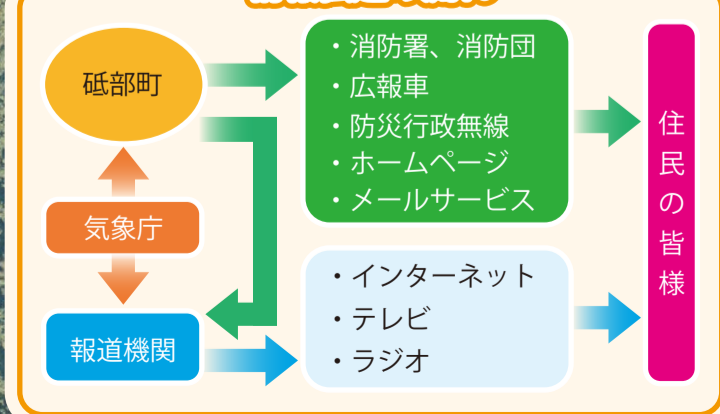 砥部町
・消防署、消防団
・広報車
・防災行政無線
・ホームページ
・メールサービス
気象庁
報道機関
・インターネット
・テレビ
・ラジオ
住民の皆様